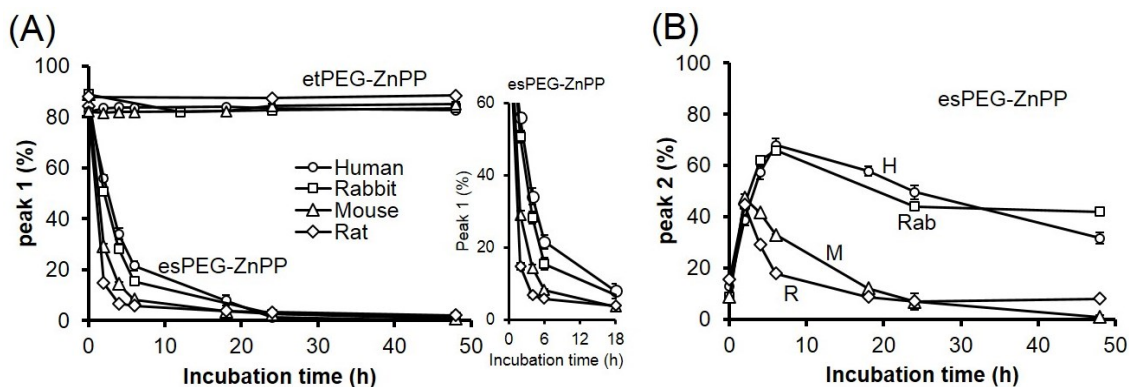 (A)
peak 1 (%)
100
80
60
40
20
0
etPEG-ZnPP
Human
Rabbit
Mouse
Rat
esPEG-ZnPP
0 10 20 30 40 50
Incubation time (h)
esPEG-ZnPP
Peak 1 (%)
60
40
20
0
0 6 12 18
Incubation time (h)
(B)
peak 2 (%)
100
80
60
40
20
0
esPEG-ZnPP
H
Rab
M
R
0 10 20 30 40 50
Incubation time (h)